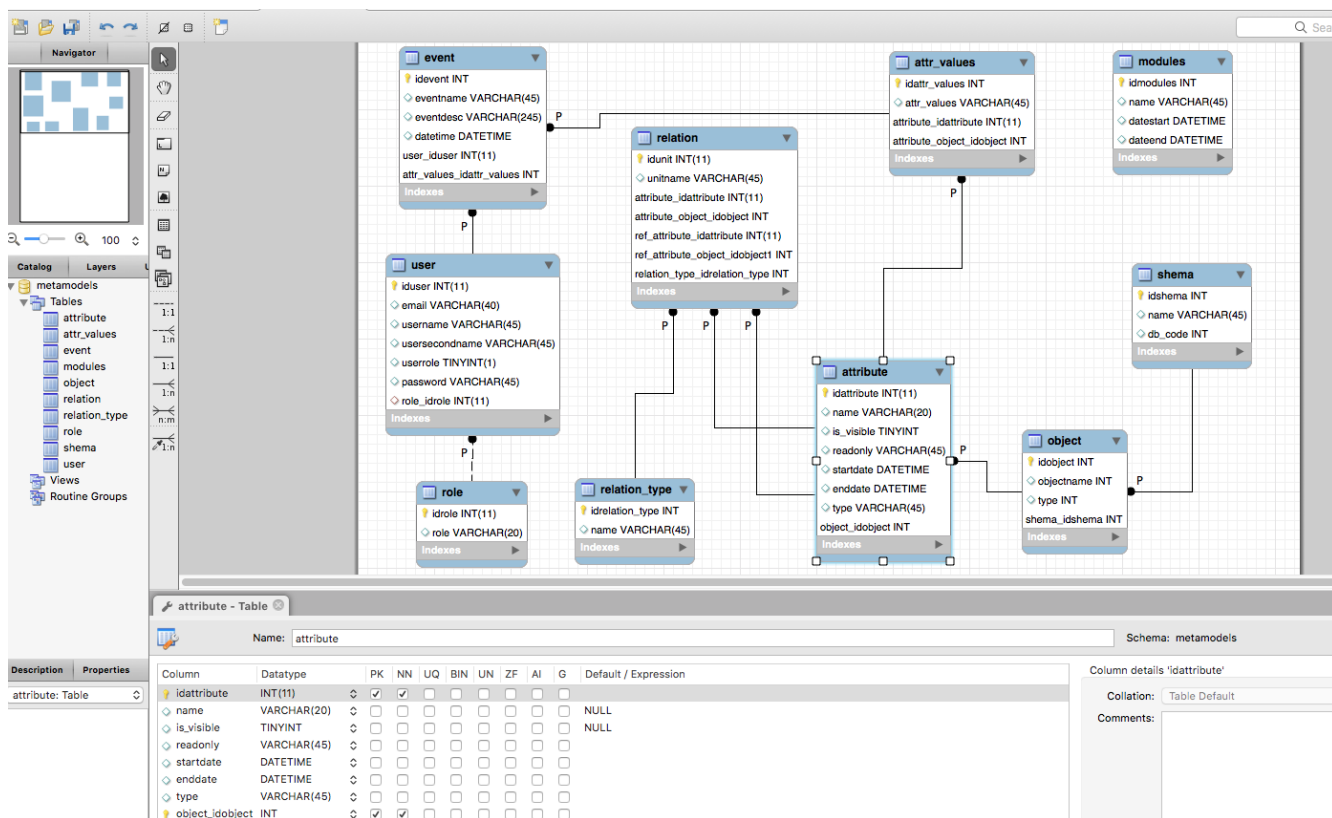 Sea
Navigator
100
Catalog
Layers
metamodels
Tables
attribute
attr_values
event
modules
object
relation
relation_type
role
shema
user
Views
Routine Groups
Description
Properties
attribute: Table
1:1
1:n
1:1
1:n
n:m
1:n
event
idevent INT
eventname VARCHAR(45)
eventdesc VARCHAR(245)
datetime DATETIME
user_iduser INT(11)
attr_values_idattr_values INT
Indexes
P
P
user
iduser INT(11)
email VARCHAR(40)
username VARCHAR(45)
usersecondname VARCHAR(45)
userrole TINYINT(1)
password VARCHAR(45)
role_idrole INT(11)
Indexes
P
role
idrole INT(11)
role VARCHAR(20)
Indexes
relation
idunit INT(11)
unitname VARCHAR(45)
attribute_idattribute INT(11)
attribute_object_idobject INT
ref_attribute_idattribute INT(11)
ref_attribute_object_idobject1 INT
relation_type_idrelation_type INT
Indexes
P
P
P
relation_type
idrelation_type INT
name VARCHAR(45)
Indexes
attr_values
idattr_values INT
attr_values VARCHAR(45)
attribute_idattribute INT(11)
attribute_object_idobject INT
Indexes
P
attribute
idattribute INT(11)
name VARCHAR(20)
is_visible TINYINT
readonly VARCHAR(45)
startdate DATETIME
enddate DATETIME
type VARCHAR(45)
object_idobject INT
Indexes
P
modules
idmodules INT
name VARCHAR(45)
datestart DATETIME
dateend DATETIME
Indexes
shema
idshema INT
name VARCHAR(45)
db_code INT
Indexes
object
idobject INT
objectname INT
type INT
shema_idshema INT
Indexes
P
attribute - Table
Name: attribute
Schema: metamodels
Column Datatype PK NN UQ BIN UN ZF AI G Default / Expression
idattribute INT(11)
name VARCHAR(20) NULL
is_visible TINYINT NULL
readonly VARCHAR(45)
startdate DATETIME
enddate DATETIME
type VARCHAR(45)
object_idobject INT
Column details 'idattribute'
Collation: Table Default
Comments: